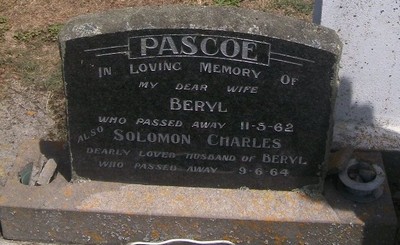 PASCOE
IN LOVING MEMORY OF
MY DEAR WIFE
BERYL
WHO PASSED AWAY 11-5-62
ALSO SOLOMON CHARLES
DEARLY LOVED HUSBAND OF BERYL
WHO PASSED AWAY 9-6-64